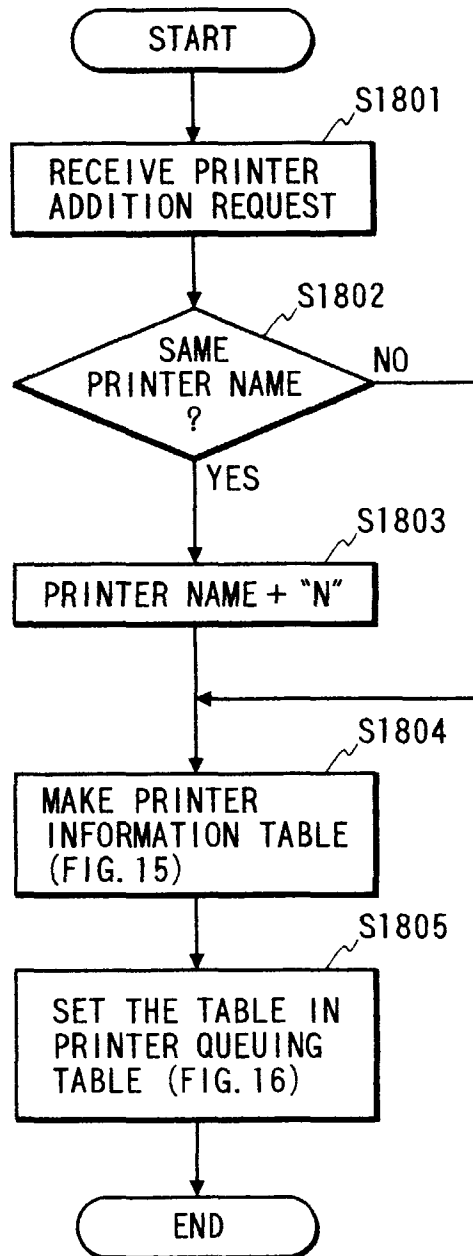 START
S1801
RECEIVE PRINTER
ADDITION REQUEST
S1802
SAME
PRINTER NAME
?
NO
YES
S1803
PRINTER NAME + "N"
S1804
MAKE PRINTER
INFORMATION TABLE
(FIG. 15)
S1805
SET THE TABLE IN
PRINTER QUEUING
TABLE (FIG. 16)
END